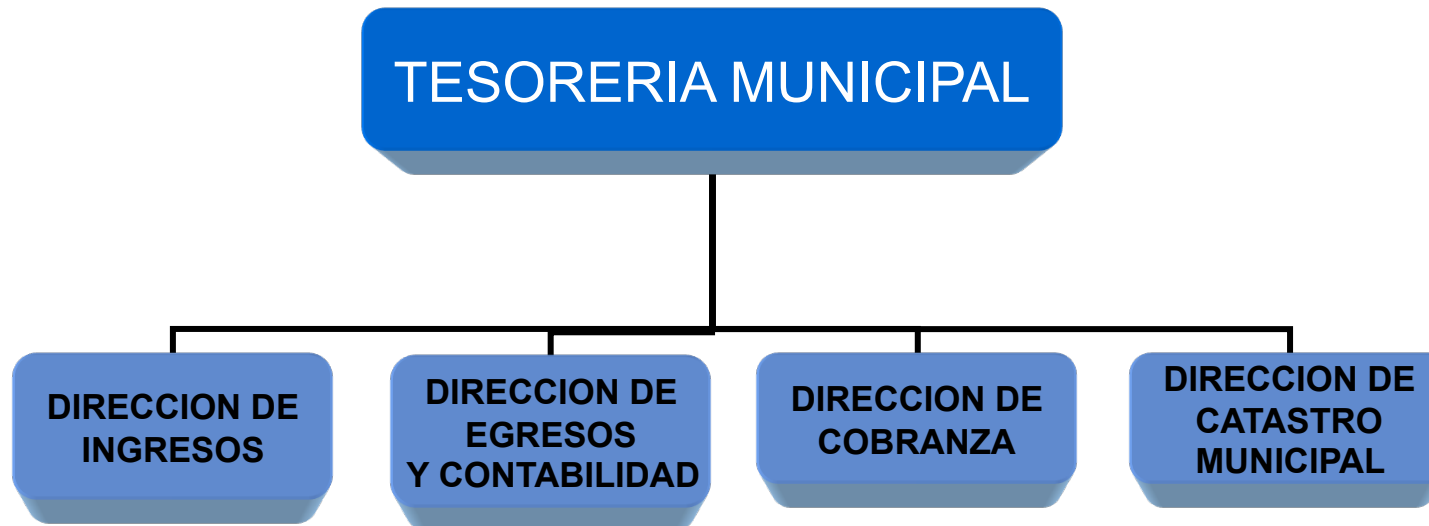 TESORERIA MUNICIPAL
DIRECCION DE
INGRESOS
DIRECCION DE
EGRESOS
Y CONTABILIDAD
DIRECCION DE
COBRANZA
DIRECCION DE
CATASTRO
MUNICIPAL